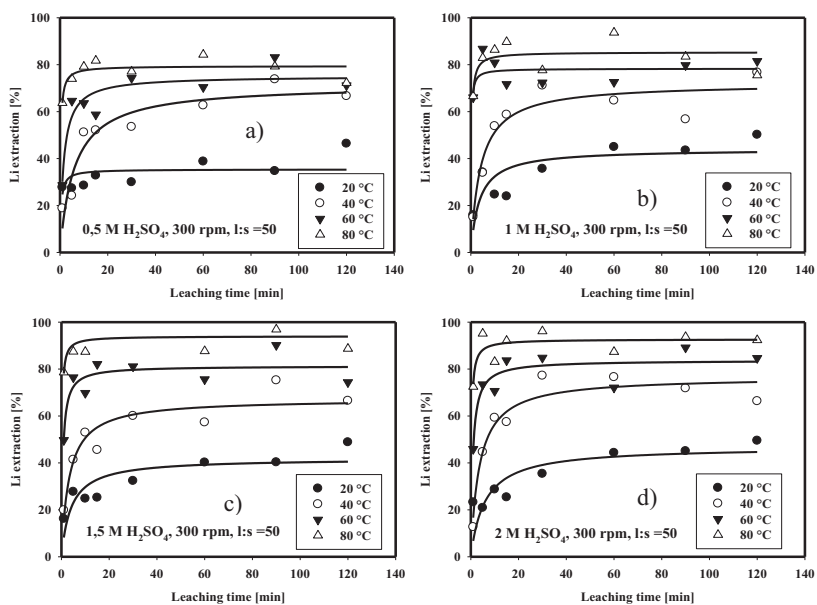 100
80
60
40
20
0
Li extraction [%]
a)
20 °C
40 °C
60 °C
80 °C
0,5 M H₂SO₄, 300 rpm, l:s =50
0 20 40 60 80 100 120 140
Leaching time [min]
100
80
60
40
20
0
Li extraction [%]
b)
20 °C
40 °C
60 °C
80 °C
1 M H₂SO₄, 300 rpm, l:s =50
0 20 40 60 80 100 120 140
Leaching time [min]
100
80
60
40
20
0
Li extraction [%]
c)
20 °C
40 °C
60 °C
80 °C
1,5 M H₂SO₄, 300 rpm, l:s =50
0 20 40 60 80 100 120 140
Leaching time [min]
100
80
60
40
20
0
Li extraction [%]
d)
20 °C
40 °C
60 °C
80 °C
2 M H₂SO₄, 300 rpm, l:s =50
0 20 40 60 80 100 120 140
Leaching time [min]